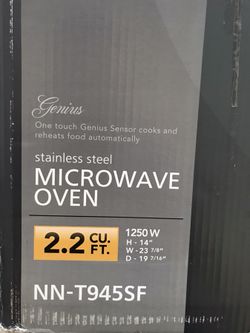 Genius
One touch Genius Sensor cooks and
reheats food automatically
stainless steel
MICROWAVE
OVEN
2.2 CU. FT.
1250 W
H - 14"
W - 23 7/8"
D - 19 7/16"
NN-T945SF